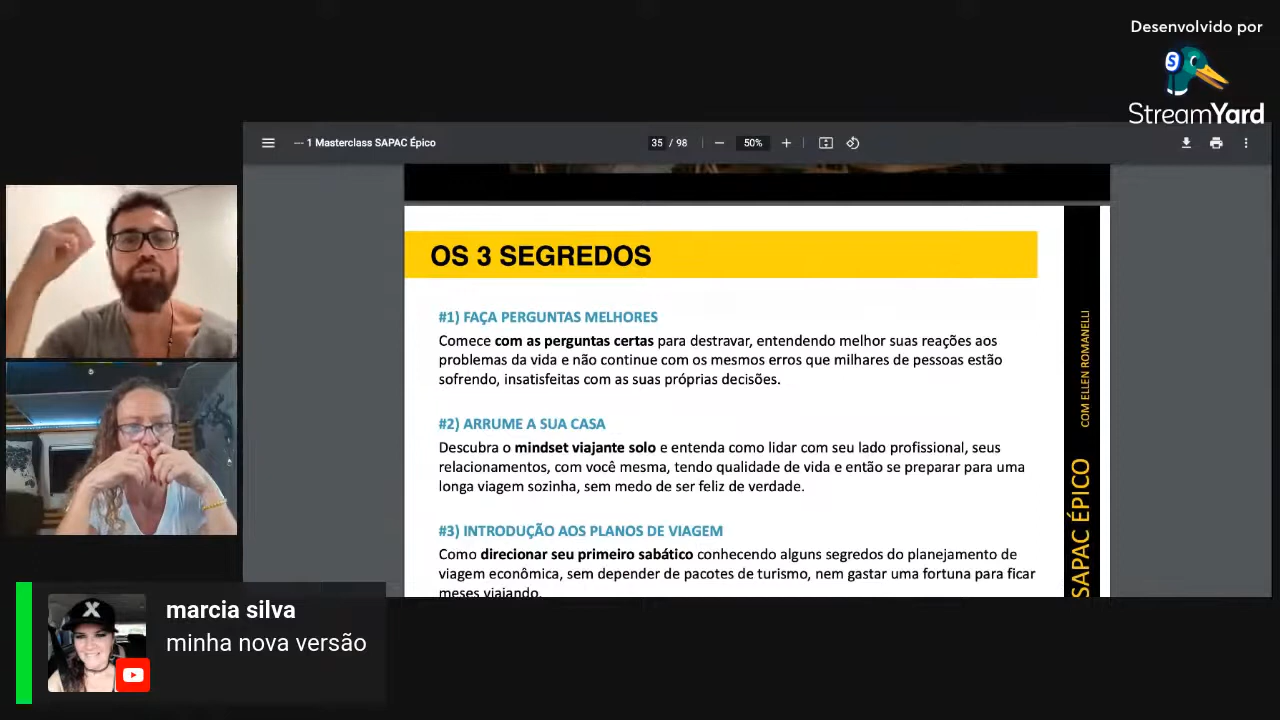 Desenvolvido por
S
StreamYard
--- 1 Masterclass SAPAC Épico
35 / 98
50%
OS 3 SEGREDOS
#1) FAÇA PERGUNTAS MELHORES
Comece com as perguntas certas para destravar, entendendo melhor suas reações aos
problemas da vida e não continue com os mesmos erros que milhares de pessoas estão
sofrendo, insatisfeitas com as suas próprias decisões.
#2) ARRUME A SUA CASA
Descubra o mindset viajante solo e entenda como lidar com seu lado profissional, seus
relacionamentos, com você mesma, tendo qualidade de vida e então se preparar para uma
longa viagem sozinha, sem medo de ser feliz de verdade.
#3) INTRODUÇÃO AOS PLANOS DE VIAGEM
Como direcionar seu primeiro sabático conhecendo alguns segredos do planejamento de
viagem econômica, sem depender de pacotes de turismo, nem gastar uma fortuna para ficar
meses viajando.
SAPAC ÉPICO
COM ELLEN ROMANELLI
X
marcia silva
minha nova versão